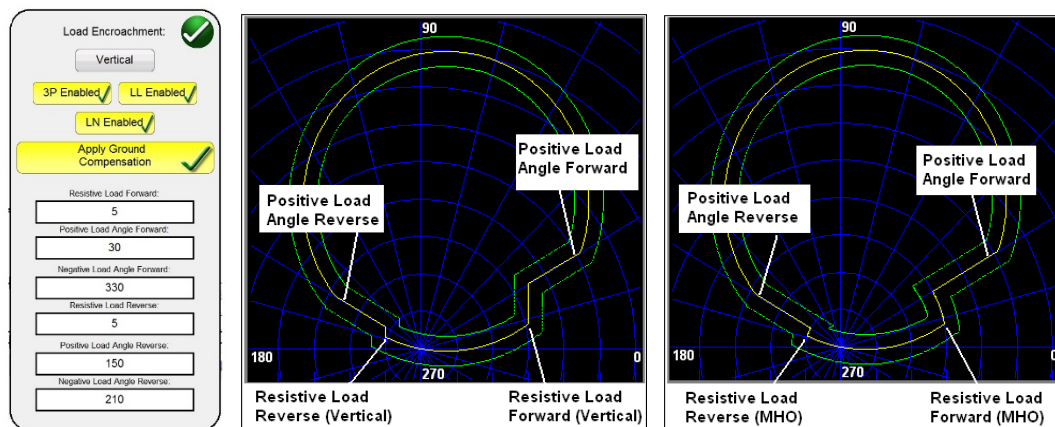 Load Encroachment:
Vertical
3P Enabled
LL Enabled
LN Enabled
Apply Ground
Compensation
Resistive Load Forward:
5
Positive Load Angle Forward:
30
Negative Load Angle Forward:
330
Resistive Load Reverse:
5
Positive Load Angle Reverse:
150
Negative Load Angle Reverse:
210
90
Positive Load
Angle Forward
Positive Load
Angle Reverse
180
0
270
Resistive Load
Reverse (Vertical)
Resistive Load
Forward (Vertical)
90
Positive Load
Angle Forward
Positive Load
Angle Reverse
180
0
270
Resistive Load
Reverse (MHO)
Resistive Load
Forward (MHO)